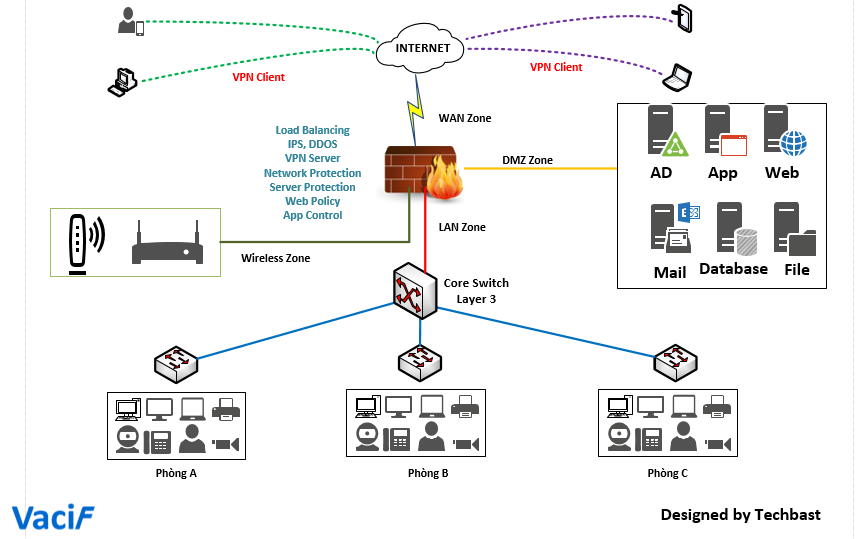 INTERNET
VPN Client
VPN Client
WAN Zone
Load Balancing
IPS, DDOS
VPN Server
Network Protection
Server Protection
Web Policy
App Control
DMZ Zone
AD
App
Web
Mail
Database
File
LAN Zone
Wireless Zone
Core Switch
Layer 3
Phòng A
Phòng B
Phòng C
VaciF
Designed by Techbast